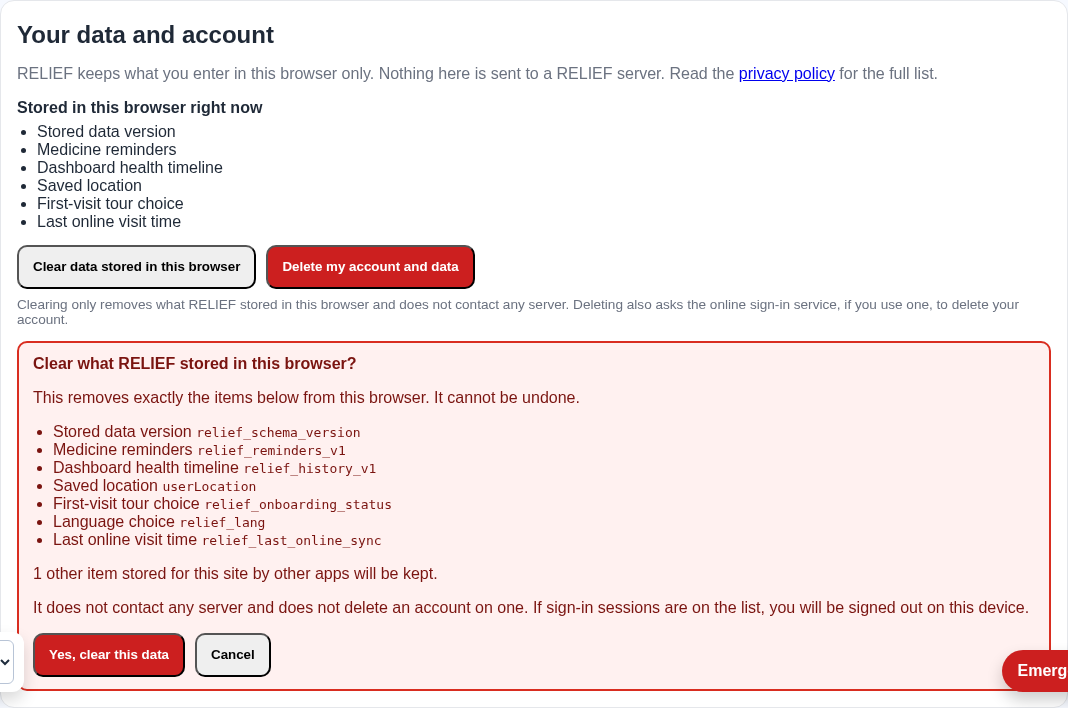 Your data and account
RELIEF keeps what you enter in this browser only. Nothing here is sent to a RELIEF server. Read the privacy policy for the full list.
Stored in this browser right now
Stored data version
Medicine reminders
Dashboard health timeline
Saved location
First-visit tour choice
Last online visit time
Clear data stored in this browser
Delete my account and data
Clearing only removes what RELIEF stored in this browser and does not contact any server. Deleting also asks the online sign-in service, if you use one, to delete your
account.
Clear what RELIEF stored in this browser?
This removes exactly the items below from this browser. It cannot be undone.
Stored data version relief_schema_version
Medicine reminders relief_reminders_v1
Dashboard health timeline relief_history_v1
Saved location userLocation
First-visit tour choice relief_onboarding_status
Language choice relief_lang
Last online visit time relief_last_online_sync
1 other item stored for this site by other apps will be kept.
It does not contact any server and does not delete an account on one. If sign-in sessions are on the list, you will be signed out on this device.
Yes, clear this data
Cancel
Emerg